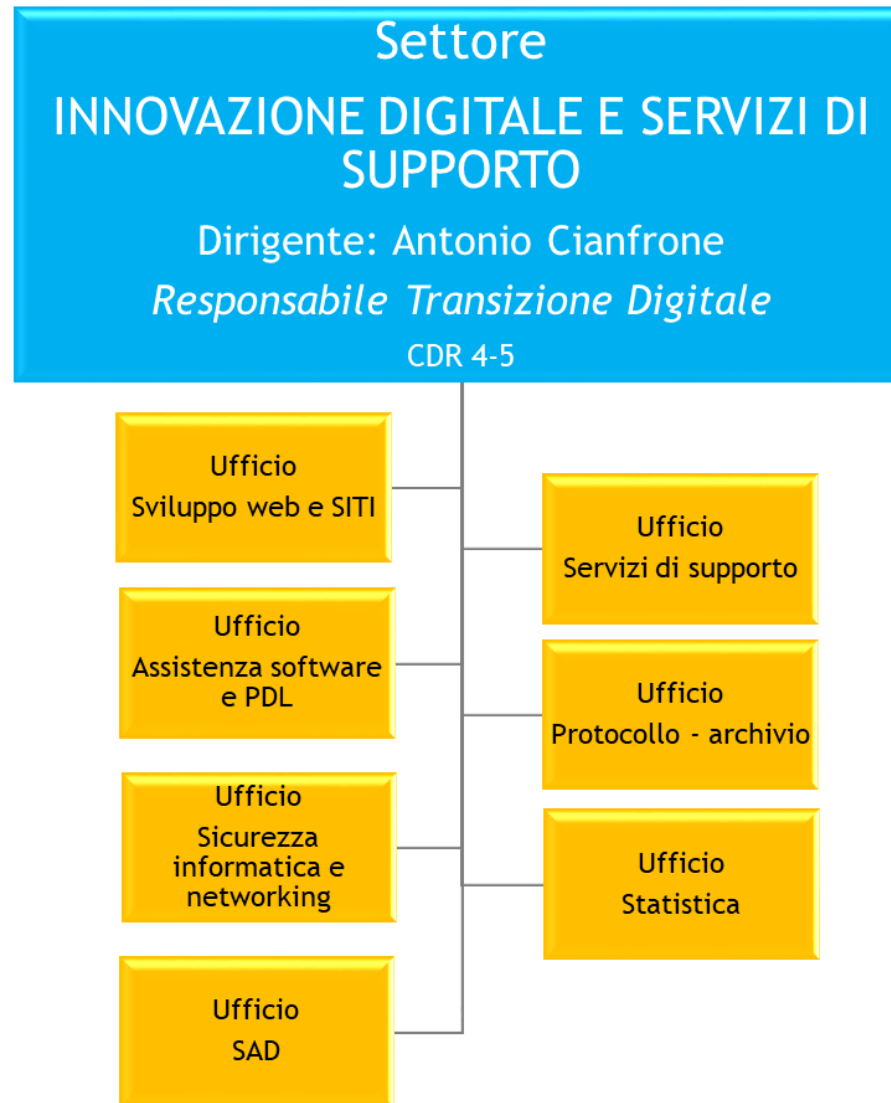 Settore
INNOVAZIONE DIGITALE E SERVIZI DI
SUPPORTO
Dirigente: Antonio Cianfrone
Responsabile Transizione Digitale
CDR 4-5
Ufficio
Sviluppo web e SITI
Ufficio
Assistenza software
e PDL
Ufficio
Sicurezza
informatica e
networking
Ufficio
SAD
Ufficio
Servizi di supporto
Ufficio
Protocollo - archivio
Ufficio
Statistica